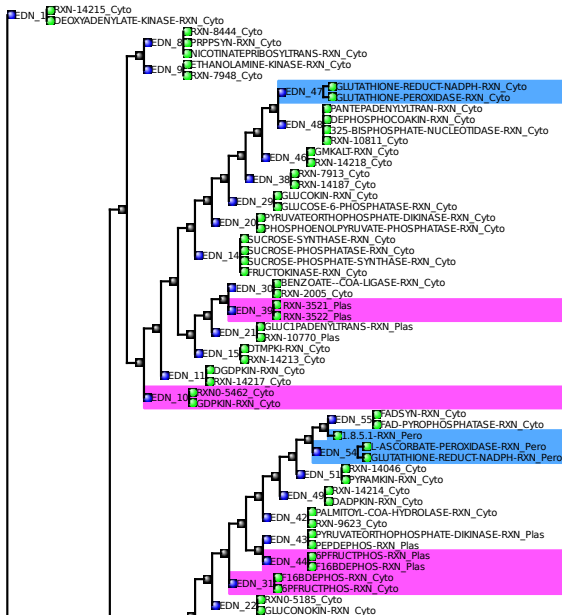 EDN_1
RXN-14215_Cyto
DEOXYADENYLATE-KINASE-RXN_Cyto
EDN_8
RXN-8444_Cyto
PRPPSYN-RXN_Cyto
NICOTINATEPRIBOSYLTRANS-RXN_Cyto
EDN_9
ETHANOLAMINE-KINASE-RXN_Cyto
RXN-7948_Cyto
EDN_47
GLUTATHIONE-REDUCT-NADPH-RXN_Cyto
GLUTATHIONE-PEROXIDASE-RXN_Cyto
EDN_48
PANTEPADENYLYLTRAN-RXN_Cyto
DEPHOSPHOCOAKIN-RXN_Cyto
325-BISPHOSPHATE-NUCLEOTIDASE-RXN_Cyto
RXN-10811_Cyto
EDN_46
GMKALT-RXN_Cyto
RXN-14218_Cyto
EDN_38
RXN-7913_Cyto
RXN-14187_Cyto
EDN_29
GLUCOKIN-RXN_Cyto
GLUCOSE-6-PHOSPHATASE-RXN_Cyto
EDN_20
PYRUVATEORTHOPHOSPHATE-DIKINASE-RXN_Cyto
PHOSPHOENOLPYRUVATE-PHOSPHATASE-RXN_Cyto
EDN_14
SUCROSE-SYNTHASE-RXN_Cyto
SUCROSE-PHOSPHATASE-RXN_Cyto
SUCROSE-PHOSPHATE-SYNTHASE-RXN_Cyto
FRUCTOKINASE-RXN_Cyto
EDN_30
BENZOATE--COA-LIGASE-RXN_Cyto
RXN-2005_Cyto
EDN_39
RXN-3521_Plas
RXN-3522_Plas
EDN_21
GLUC1PADENYLTRANS-RXN_Plas
RXN-10770_Plas
EDN_15
DTMPKI-RXN_Cyto
RXN-14213_Cyto
EDN_11
DGDPKIN-RXN_Cyto
RXN-14217_Cyto
EDN_10
RXN0-5462_Cyto
GDPKIN-RXN_Cyto
EDN_55
FADSYN-RXN_Cyto
FAD-PYROPHOSPHATASE-RXN_Cyto
1.8.5.1-RXN_Pero
EDN_54
L-ASCORBATE-PEROXIDASE-RXN_Pero
GLUTATHIONE-REDUCT-NADPH-RXN_Pero
EDN_51
RXN-14046_Cyto
PYRAMKIN-RXN_Cyto
EDN_49
RXN-14214_Cyto
DADPKIN-RXN_Cyto
EDN_42
PALMITOYL-COA-HYDROLASE-RXN_Cyto
RXN-9623_Cyto
EDN_43
PYRUVATEORTHOPHOSPHATE-DIKINASE-RXN_Plas
PEPDEPHOS-RXN_Plas
EDN_44
6PFRUCTPHOS-RXN_Plas
F16BDEPHOS-RXN_Plas
EDN_31
F16BDEPHOS-RXN_Cyto
6PFRUCTPHOS-RXN_Cyto
EDN_22
RXN0-5185_Cyto
GLUCONOKIN-RXN_Cyto